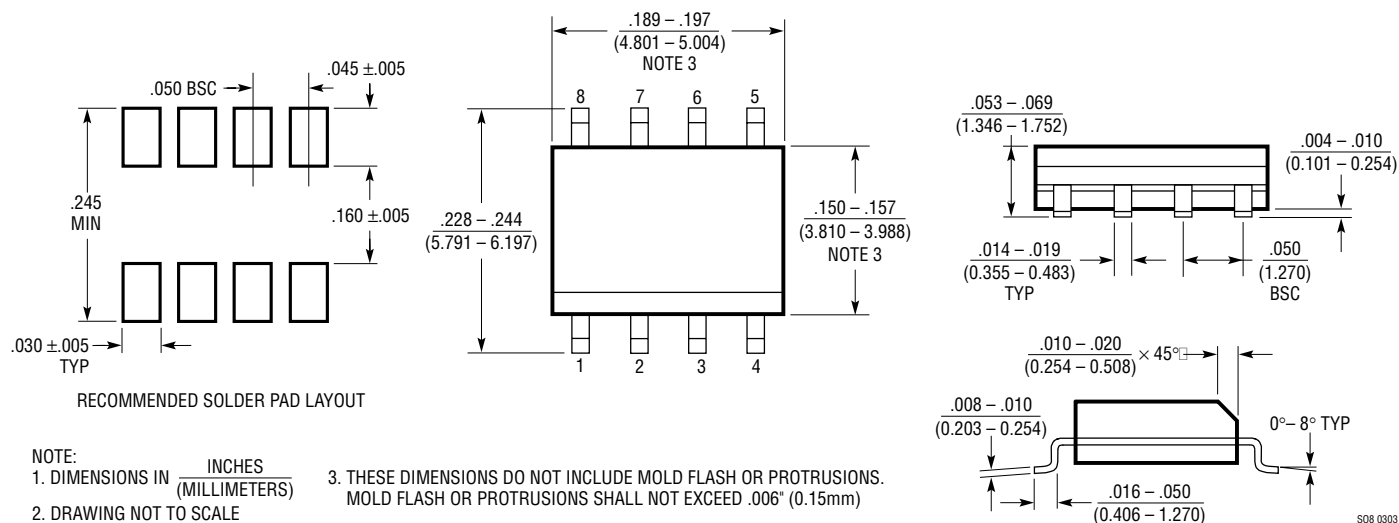 .050 BSC
.045 ±.005
.245
MIN
.160 ±.005
.030 ±.005
TYP
RECOMMENDED SOLDER PAD LAYOUT
.189 – .197
(4.801 – 5.004)
NOTE 3
8 7 6 5
.228 – .244
(5.791 – 6.197)
.150 – .157
(3.810 – 3.988)
NOTE 3
1 2 3 4
.053 – .069
(1.346 – 1.752)
.004 – .010
(0.101 – 0.254)
.014 – .019
(0.355 – 0.483)
TYP
.050
(1.270)
BSC
.010 – .020
(0.254 – 0.508)
× 45°
.008 – .010
(0.203 – 0.254)
0°– 8° TYP
.016 – .050
(0.406 – 1.270)
NOTE:
1. DIMENSIONS IN
INCHES
(MILLIMETERS)
2. DRAWING NOT TO SCALE
3. THESE DIMENSIONS DO NOT INCLUDE MOLD FLASH OR PROTRUSIONS.
MOLD FLASH OR PROTRUSIONS SHALL NOT EXCEED .006" (0.15mm)
SO8 0303